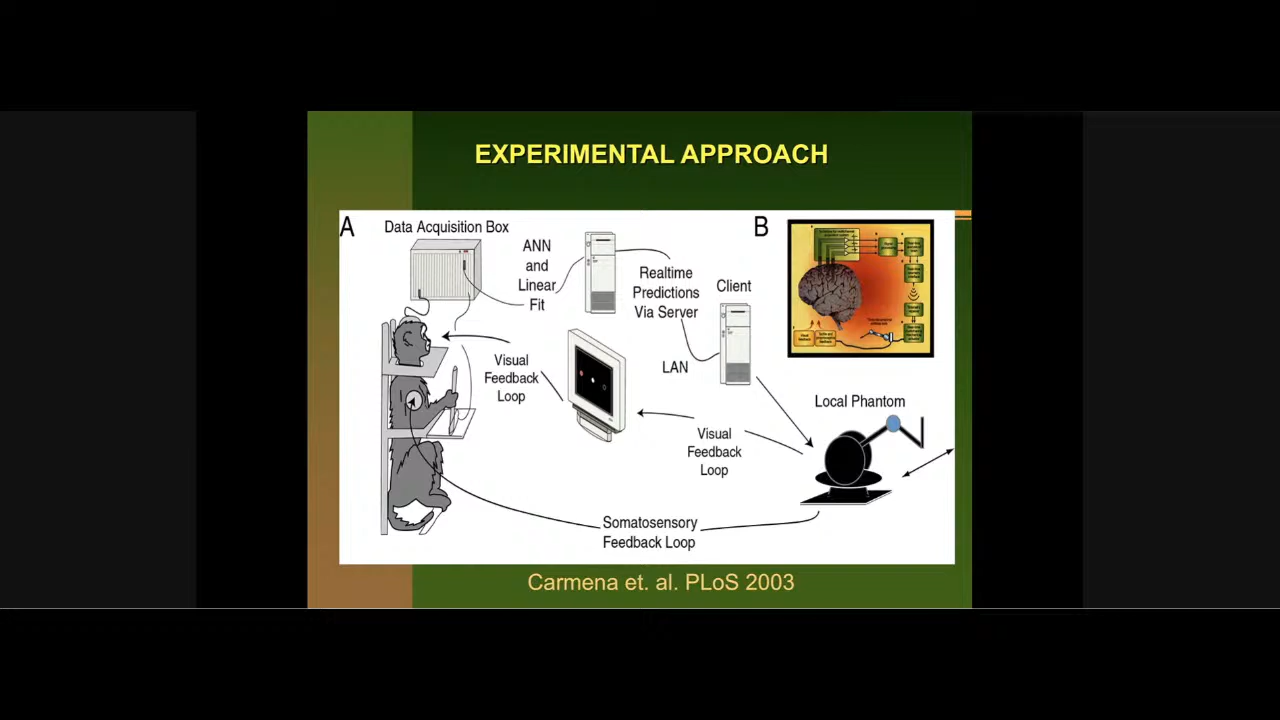 EXPERIMENTAL APPROACH
A
Data Acquisition Box
ANN
and
Linear
Fit
Realtime
Predictions
Via Server
Client
LAN
Visual
Feedback
Loop
Visual
Feedback
Loop
Somatosensory
Feedback Loop
B
Local Phantom
Carmena et. al. PLoS 2003